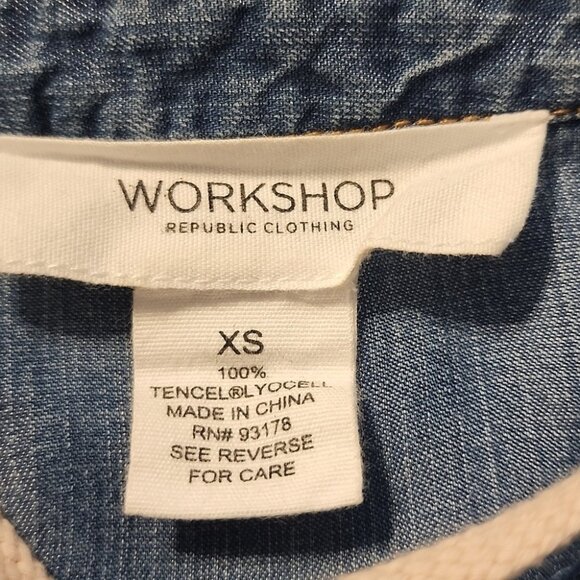 WORKSHOP
REPUBLIC CLOTHING
XS
100%
TENCEL®LYOCELL
MADE IN CHINA
RN# 93178
SEE REVERSE
FOR CARE